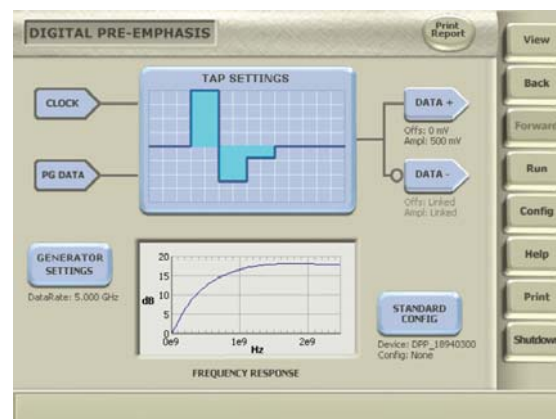 DIGITAL PRE-EMPHASIS
Print
Report
View
Back
Forward
Run
Config
Help
Print
Shutdown
TAP SETTINGS
CLOCK
PG DATA
DATA +
Offs: 0 mV
Ampl: 500 mV
DATA -
Offs: Linked
Ampl: Linked
GENERATOR
SETTINGS
DataRate: 5.000 GHz
20
15
dB 10
5
0
0e9 1e9 2e9
Hz
FREQUENCY RESPONSE
STANDARD
CONFIG
Device: DPP_18940300
Config: None